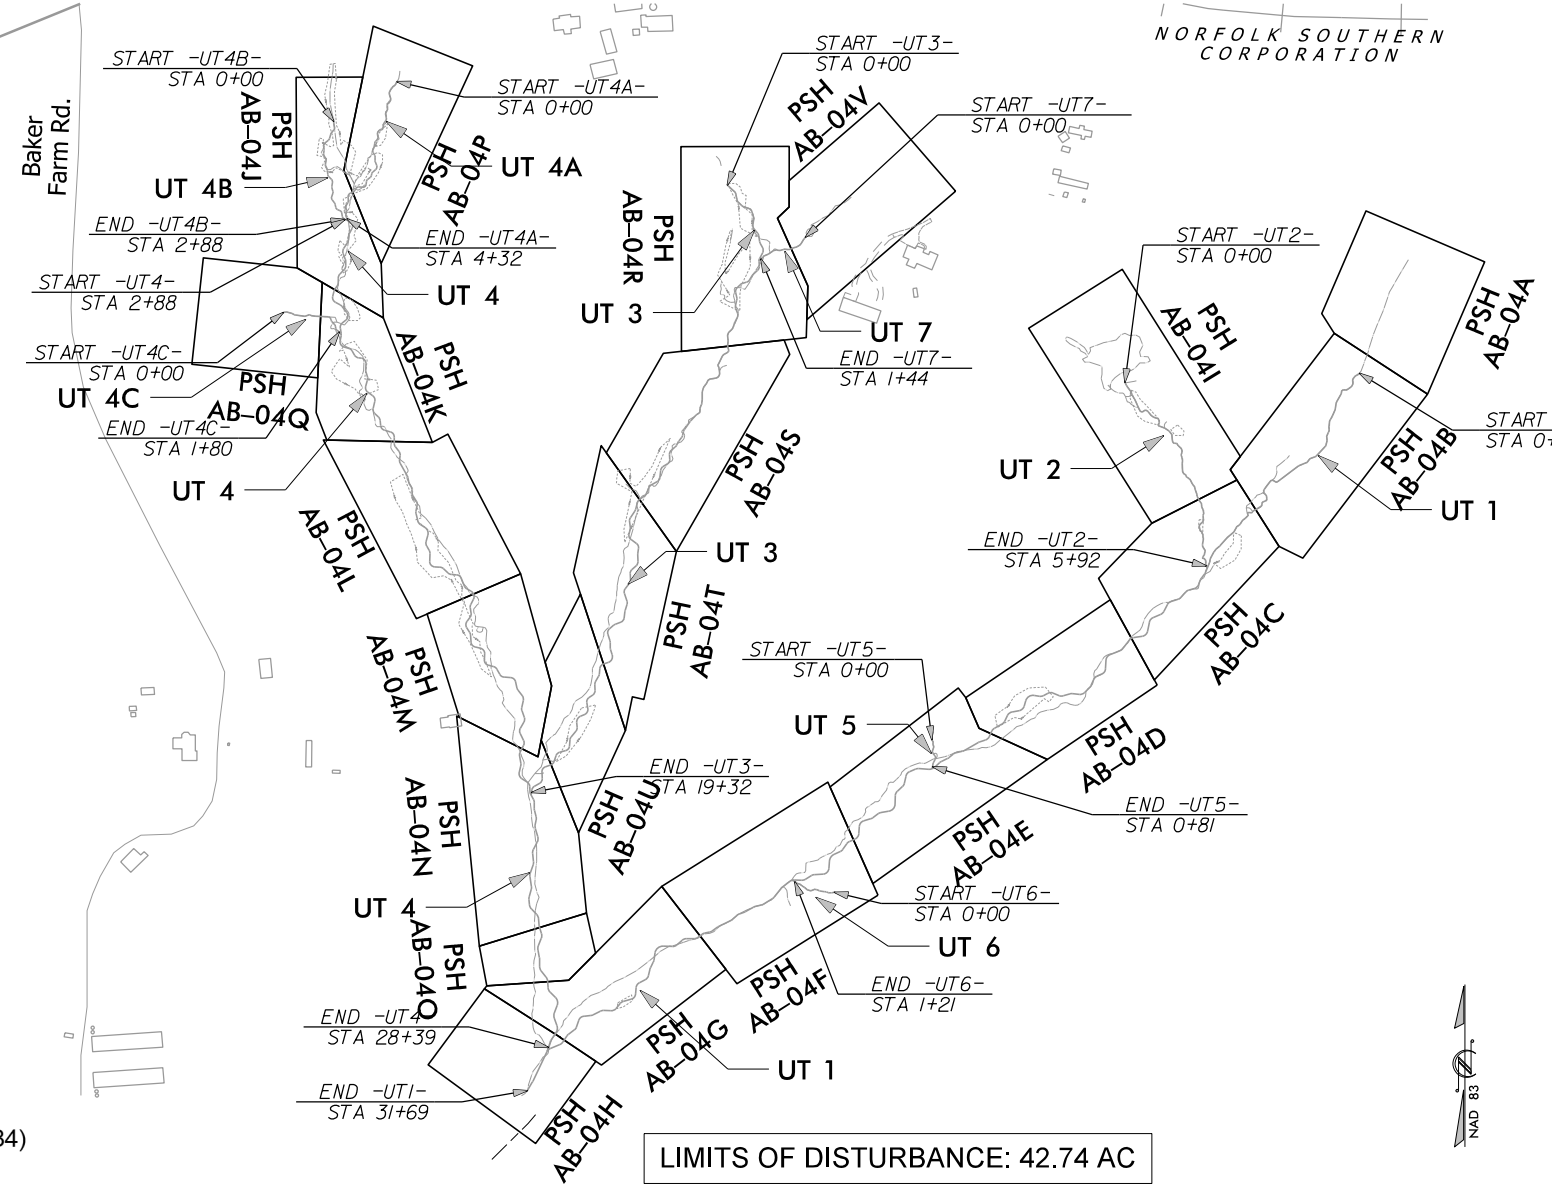 NORFOLK SOUTHERN
CORPORATION
START -UT4B-
STA 0+00
START -UT4A-
STA 0+00
START -UT3-
STA 0+00
START -UT7-
STA 0+00
Baker
Farm Rd.
PSH
AB-04J
PSH
AB-04P
PSH
AB-04V
UT 4B
UT 4A
END -UT4B-
STA 2+88
END -UT4A-
STA 4+32
PSH
AB-04R
START -UT2-
STA 0+00
START -UT4-
STA 2+88
UT 4
UT 3
UT 7
PSH
AB-04I
PSH
AB-04A
START -UT4C-
STA 0+00
END -UT7-
STA 1+44
UT 4C
PSH
AB-04Q
PSH
AB-04K
END -UT4C-
STA 1+80
START
STA 0+
UT 4
PSH
AB-04S
UT 2
PSH
AB-04B
UT 1
PSH
AB-04L
UT 3
END -UT2-
STA 5+92
PSH
AB-04T
PSH
AB-04C
START -UT5-
STA 0+00
PSH
AB-04M
UT 5
PSH
AB-04D
END -UT3-
STA 19+32
PSH
AB-04N
PSH
AB-04U
END -UT5-
STA 0+81
PSH
AB-04E
UT 4
START -UT6-
STA 0+00
UT 6
PSH
AB-04O
PSH
AB-04F
END -UT6-
STA 1+21
END -UT4-
STA 28+39
PSH
AB-04G
UT 1
END -UT1-
STA 31+69
PSH
AB-04H
NAD 83
34)
LIMITS OF DISTURBANCE: 42.74 AC